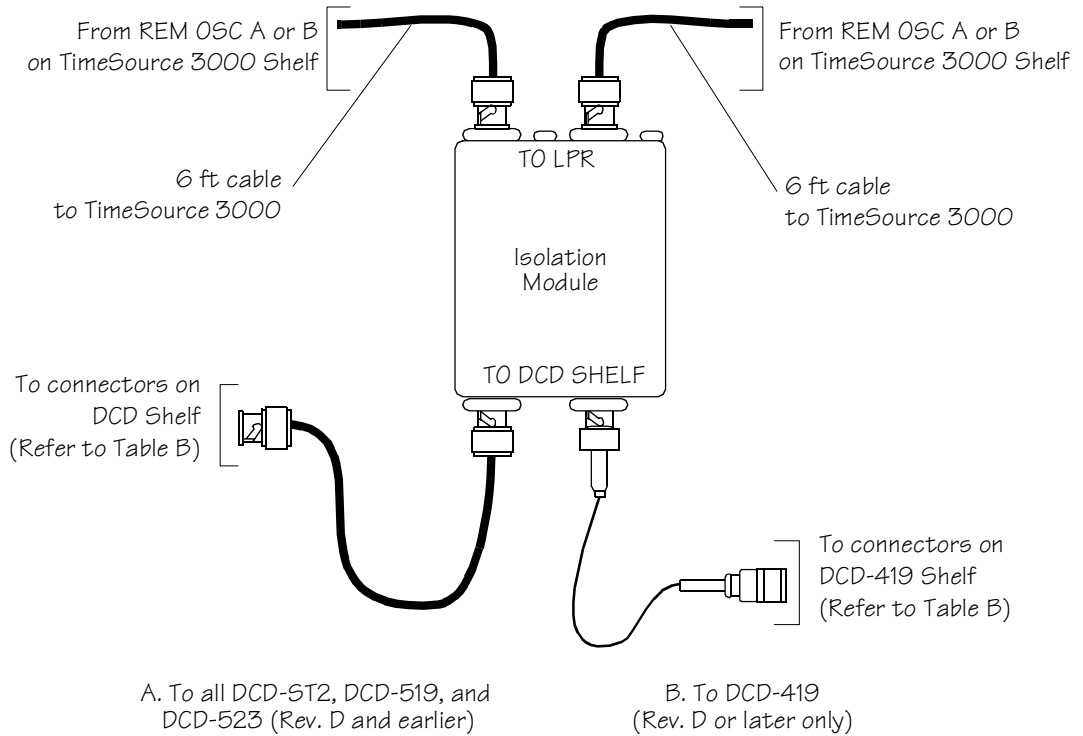 From REM OSC A or B
on TimeSource 3000 Shelf
From REM OSC A or B
on TimeSource 3000 Shelf
6 ft cable
to TimeSource 3000
TO LPR
6 ft cable
to TimeSource 3000
Isolation
Module
TO DCD SHELF
To connectors on
DCD Shelf
(Refer to Table B)
To connectors on
DCD-419 Shelf
(Refer to Table B)
A. To all DCD-ST2, DCD-519, and
DCD-523 (Rev. D and earlier)
B. To DCD-419
(Rev. D or later only)